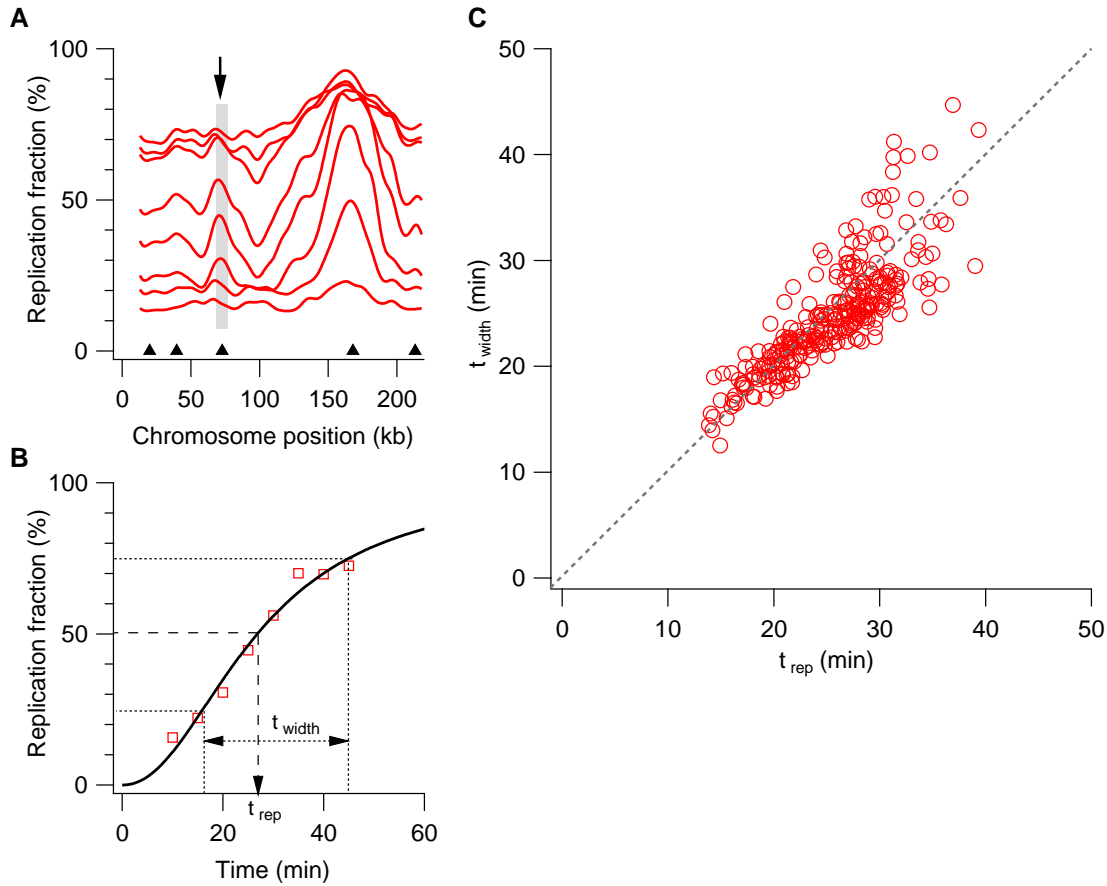 A
Replication fraction (%)
100
50
0
0 50 100 150 200
Chromosome position (kb)
B
Replication fraction (%)
100
50
0
t width
t rep
0 20 40 60
Time (min)
C
t width (min)
50
40
30
20
10
0
0 10 20 30 40 50
t rep (min)